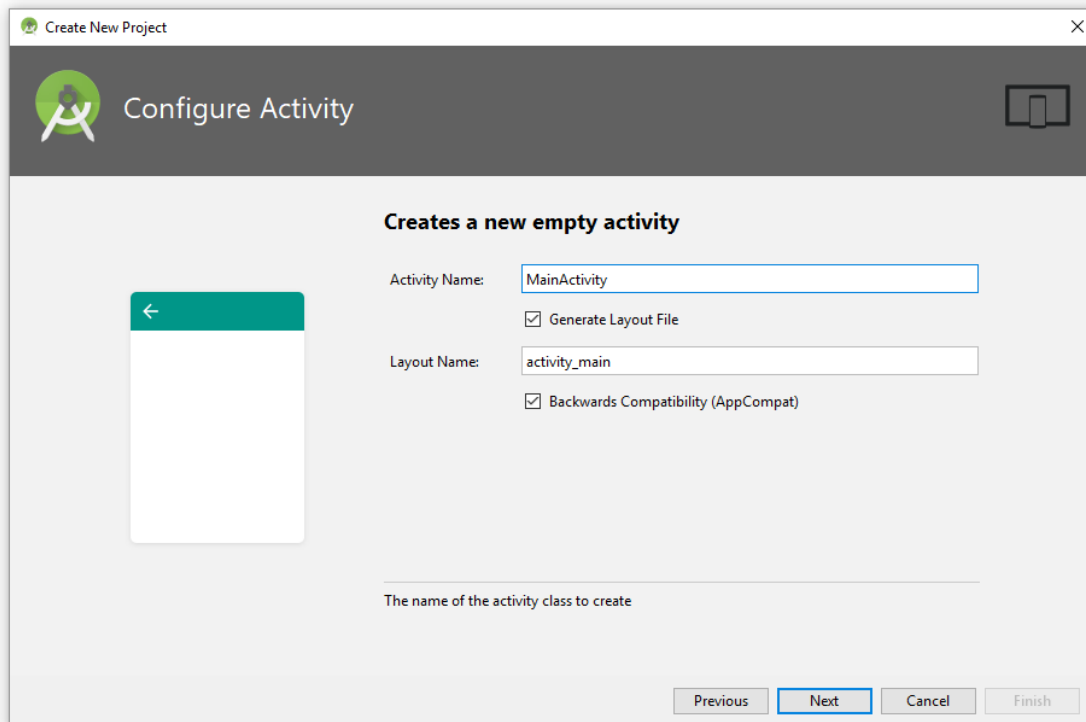 Create New Project
Configure Activity
Creates a new empty activity
Activity Name: MainActivity
Generate Layout File
Layout Name: activity_main
Backwards Compatibility (AppCompat)
The name of the activity class to create
Previous Next Cancel Finish